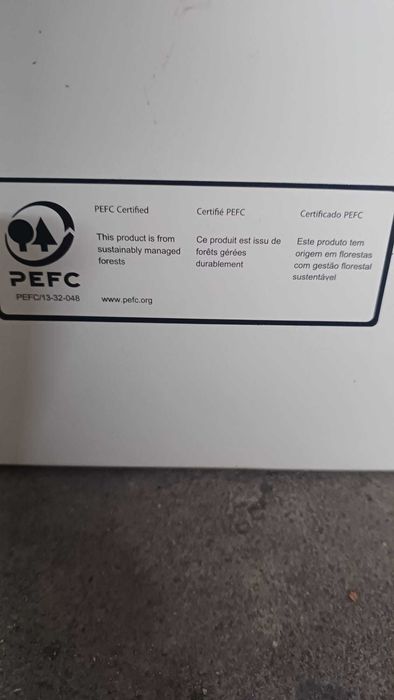 PEFC Certified
This product is from
sustainably managed
forests
Certifié PEFC
Ce produit est issu de
forêts gérées
durablement
Certificado PEFC
Este produto tem
origem em florestas
com gestão florestal
sustentável
PEFC
PEFC/13-32-048
www.pefc.org